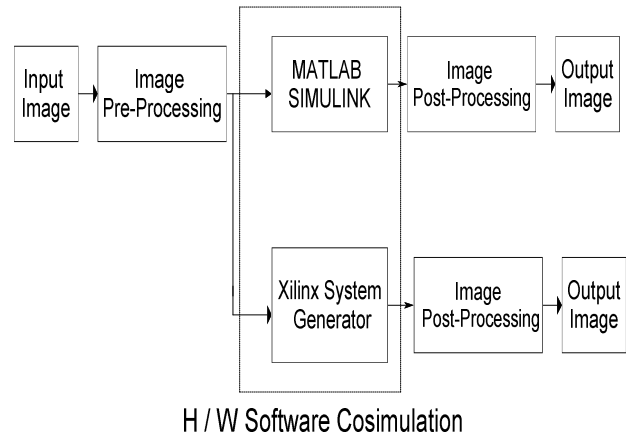 Input
Image
Image
Pre-Processing
MATLAB
SIMULINK
Image
Post-Processing
Output
Image
Xilinx System
Generator
Image
Post-Processing
Output
Image
H / W Software Cosimulation